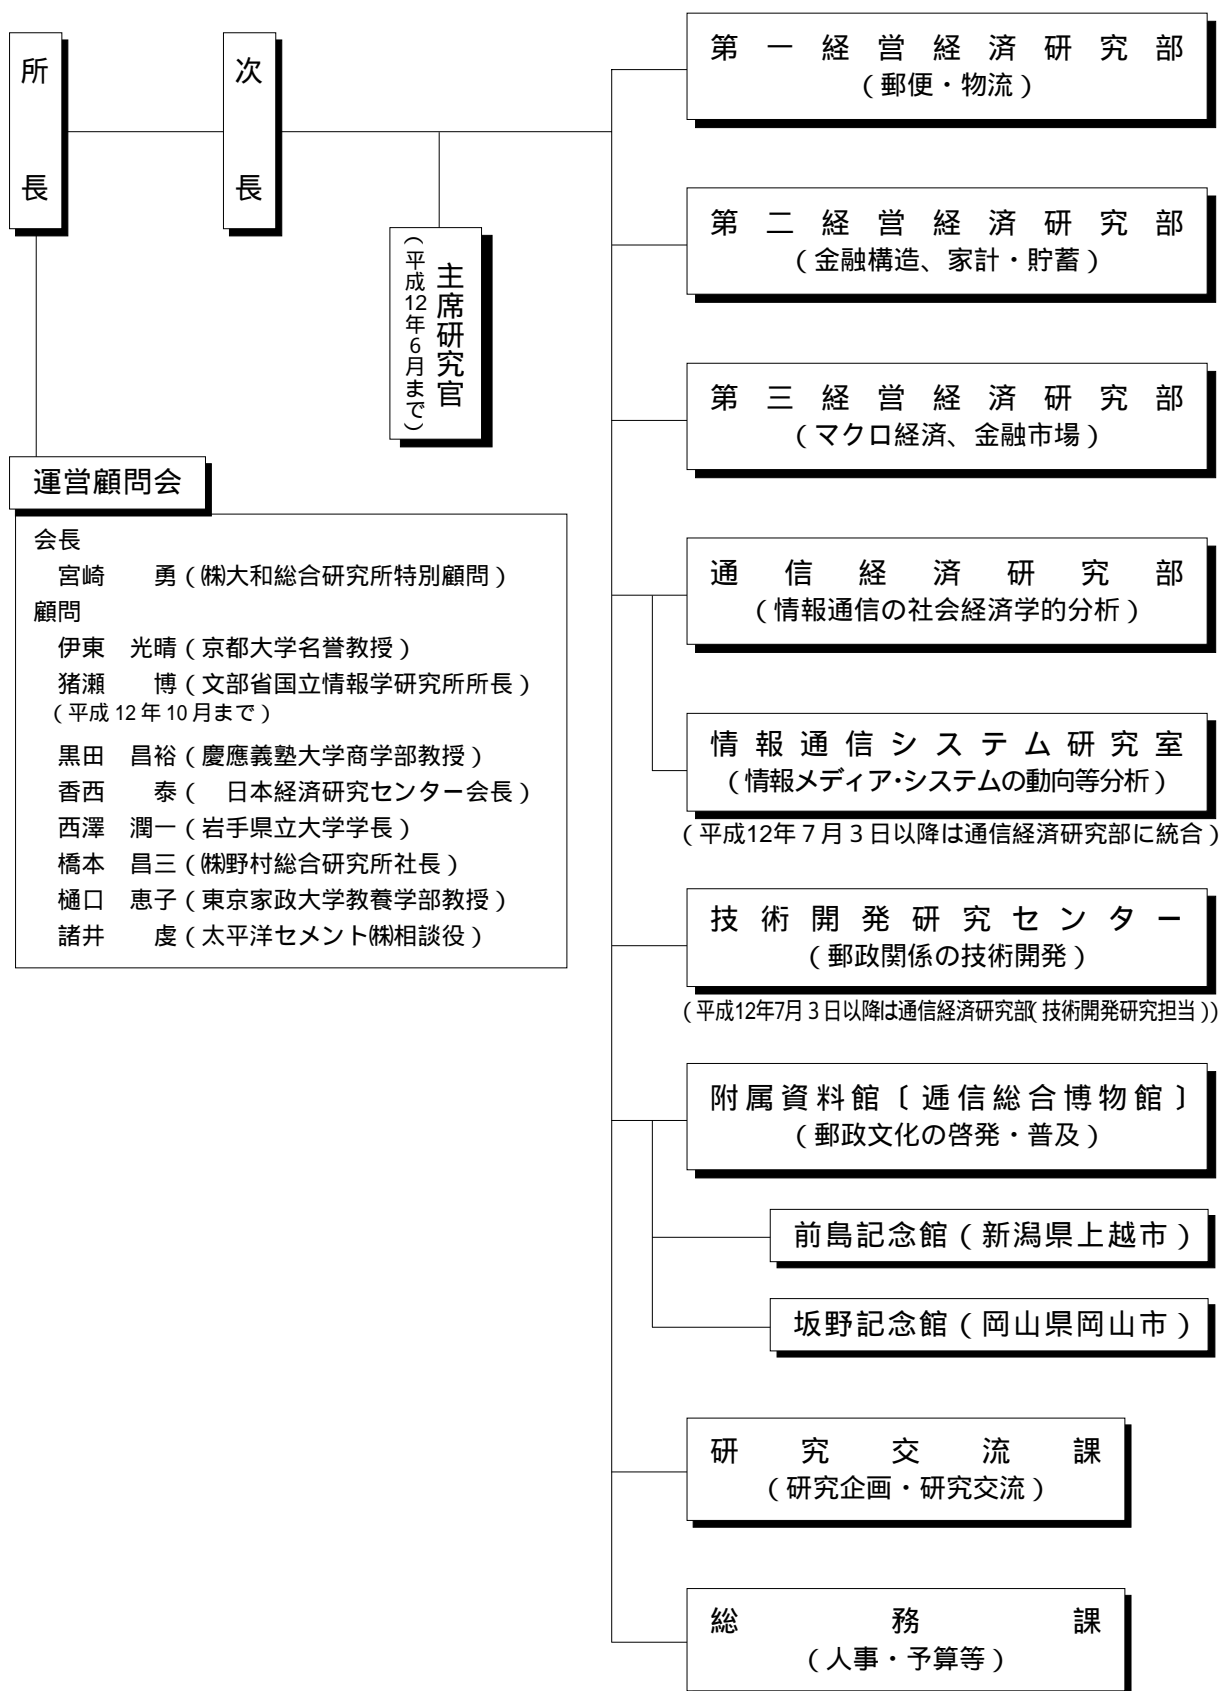 所長
次長
主席研究官
（平成12年6月まで）
運営顧問会
会長
宮崎　勇（㈱大和総合研究所特別顧問）
顧問
伊東　光晴（京都大学名誉教授）
猪瀬　博（文部省国立情報学研究所所長）
（平成12年10月まで）
黒田　昌裕（慶應義塾大学商学部教授）
香西　泰（　日本経済研究センター会長）
西澤　潤一（岩手県立大学学長）
橋本　昌三（㈱野村総合研究所社長）
樋口　恵子（東京家政大学教養学部教授）
諸井　虔（太平洋セメント㈱相談役）
第一経営経済研究部
（郵便・物流）
第二経営経済研究部
（金融構造、家計・貯蓄）
第三経営経済研究部
（マクロ経済、金融市場）
通信経済研究部
（情報通信の社会経済学的分析）
情報通信システム研究室
（情報メディア・システムの動向等分析）
（平成12年７月３日以降は通信経済研究部に統合）
技術開発研究センター
（郵政関係の技術開発）
（平成12年7月３日以降は通信経済研究部（技術開発研究担当））
附属資料館〔逓信総合博物館〕
（郵政文化の啓発・普及）
前島記念館（新潟県上越市）
坂野記念館（岡山県岡山市）
研究交流課
（研究企画・研究交流）
総務課
（人事・予算等）